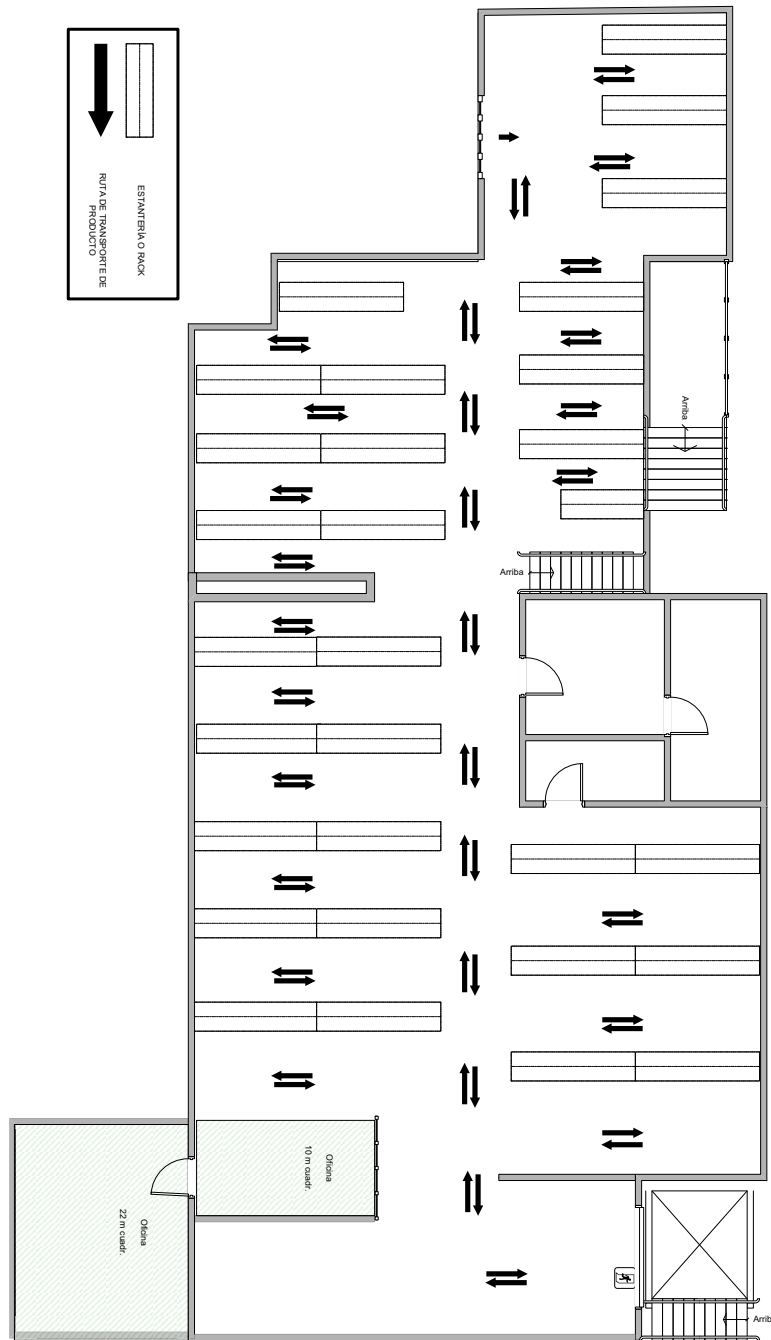 ESTANTERÍA O RACK
RUTA DE TRANSPORTE DE
PRODUCTO
Arriba
Arriba
Oficina
10 m cuadr.
Oficina
22 m cuadr.
Arrib